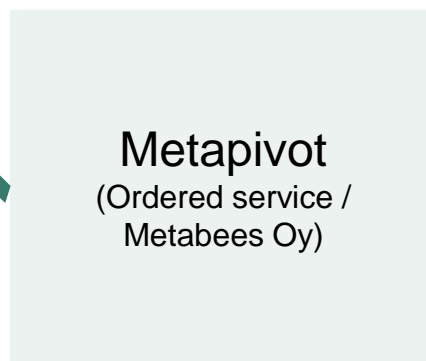 Metapivot
(Ordered service /
Metabees Oy)